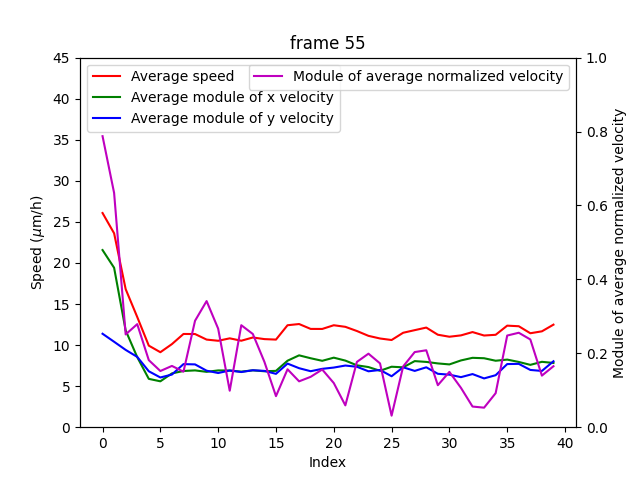 frame 55
Average speed
Average module of x velocity
Average module of y velocity
Module of average normalized velocity
45
40
35
30
25
20
15
10
5
0
Speed (μm/h)
1.0
0.8
0.6
0.4
0.2
0.0
Module of average normalized velocity
0 5 10 15 20 25 30 35 40
Index